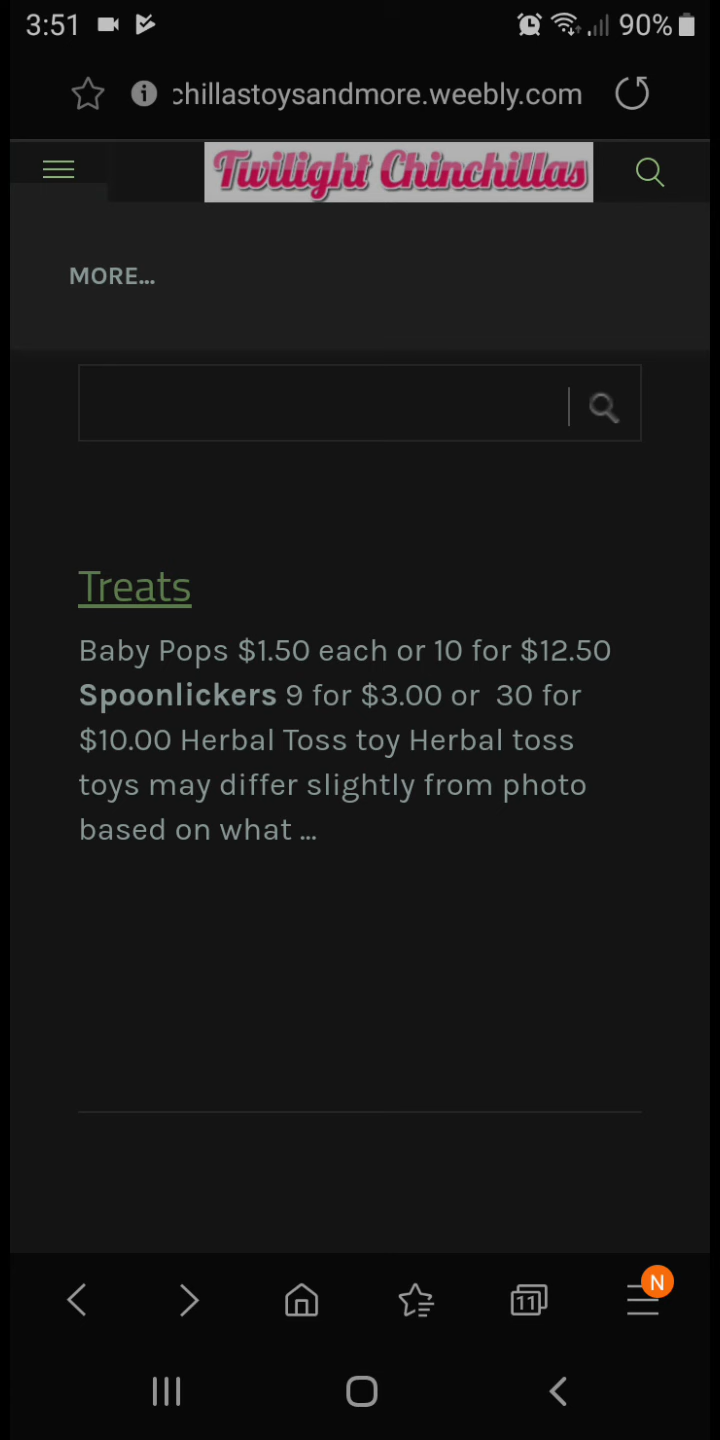 3:51 90%
chillastoysandmore.weebly.com
Twilight Chinchillas
MORE...
Treats
Baby Pops $1.50 each or 10 for $12.50
Spoonlickers 9 for $3.00 or 30 for
$10.00 Herbal Toss toy Herbal toss
toys may differ slightly from photo
based on what ...
N
11